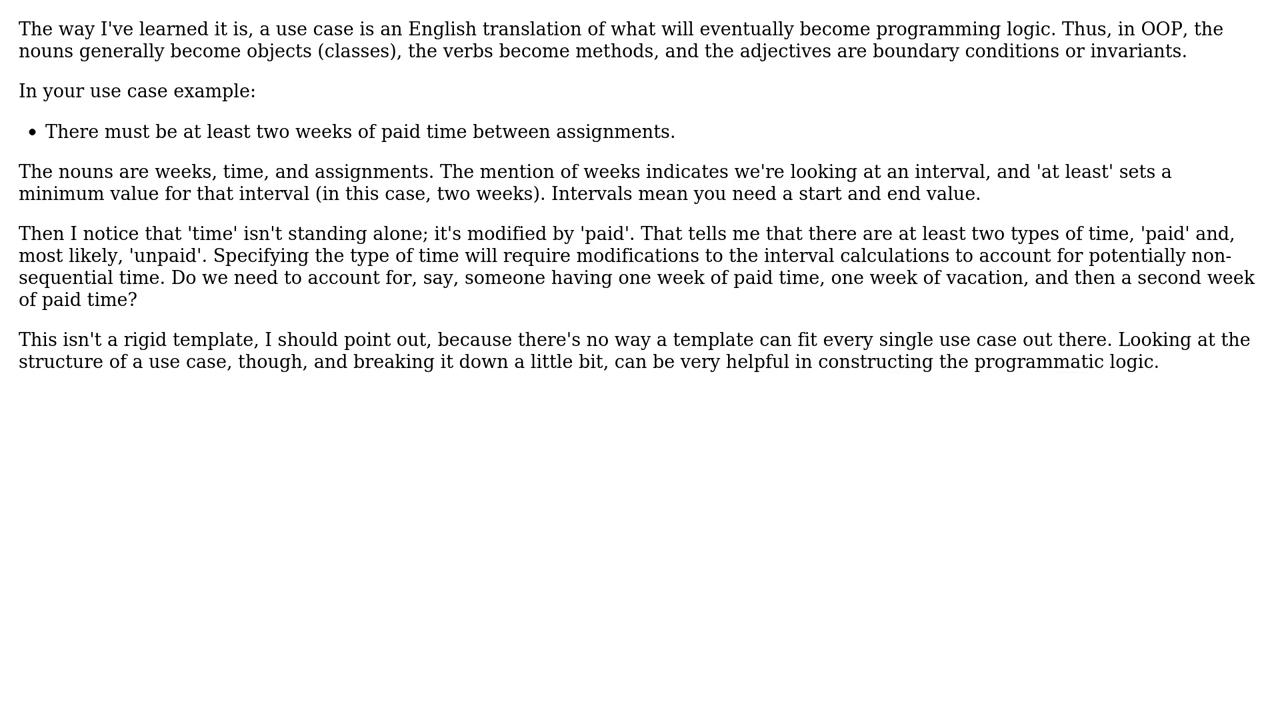 The way I've learned it is, a use case is an English translation of what will eventually become programming logic. Thus, in OOP, the
nouns generally become objects (classes), the verbs become methods, and the adjectives are boundary conditions or invariants.
In your use case example:
• There must be at least two weeks of paid time between assignments.
The nouns are weeks, time, and assignments. The mention of weeks indicates we're looking at an interval, and 'at least' sets a
minimum value for that interval (in this case, two weeks). Intervals mean you need a start and end value.
Then I notice that 'time' isn't standing alone; it's modified by 'paid'. That tells me that there are at least two types of time, 'paid' and,
most likely, 'unpaid'. Specifying the type of time will require modifications to the interval calculations to account for potentially non-
sequential time. Do we need to account for, say, someone having one week of paid time, one week of vacation, and then a second week
of paid time?
This isn't a rigid template, I should point out, because there's no way a template can fit every single use case out there. Looking at the
structure of a use case, though, and breaking it down a little bit, can be very helpful in constructing the programmatic logic.